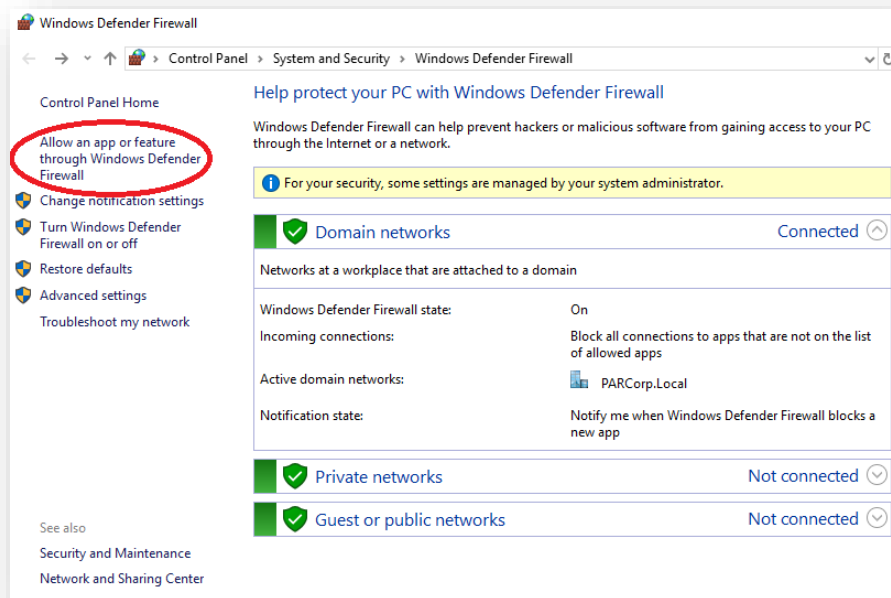 Windows Defender Firewall
Control Panel > System and Security > Windows Defender Firewall
Control Panel Home
Allow an app or feature
through Windows Defender
Firewall
Change notification settings
Turn Windows Defender
Firewall on or off
Restore defaults
Advanced settings
Troubleshoot my network
See also
Security and Maintenance
Network and Sharing Center
Help protect your PC with Windows Defender Firewall
Windows Defender Firewall can help prevent hackers or malicious software from gaining access to your PC
through the Internet or a network.
For your security, some settings are managed by your system administrator.
Domain networks Connected
Networks at a workplace that are attached to a domain
Windows Defender Firewall state: On
Incoming connections: Block all connections to apps that are not on the list
of allowed apps
Active domain networks: PARCorp.Local
Notification state: Notify me when Windows Defender Firewall blocks a
new app
Private networks Not connected
Guest or public networks Not connected